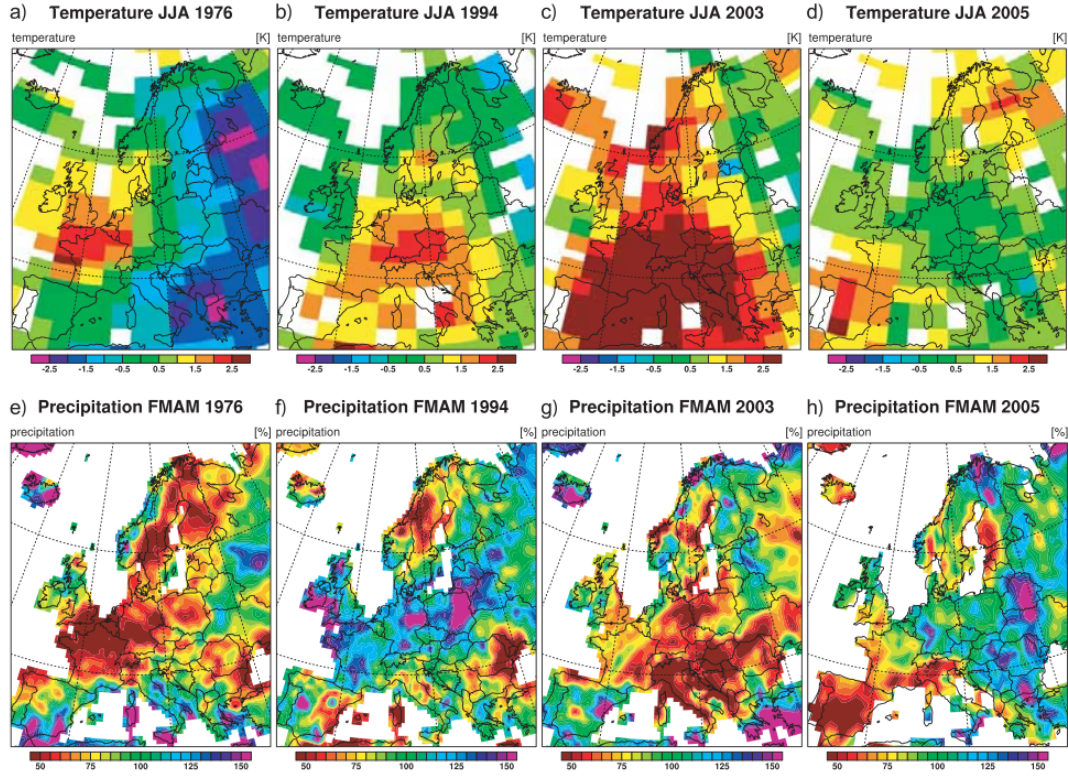 a) Temperature JJA 1976 b) Temperature JJA 1994 c) Temperature JJA 2003 d) Temperature JJA 2005
temperature [K] temperature [K] temperature [K] temperature [K]
-2.5 -1.5 -0.5 0.5 1.5 2.5 -2.5 -1.5 -0.5 0.5 1.5 2.5 -2.5 -1.5 -0.5 0.5 1.5 2.5 -2.5 -1.5 -0.5 0.5 1.5 2.5
e) Precipitation FMAM 1976 f) Precipitation FMAM 1994 g) Precipitation FMAM 2003 h) Precipitation FMAM 2005
precipitation [%] precipitation [%] precipitation [%] precipitation [%]
50 75 100 125 150 50 75 100 125 150 50 75 100 125 150 50 75 100 125 150